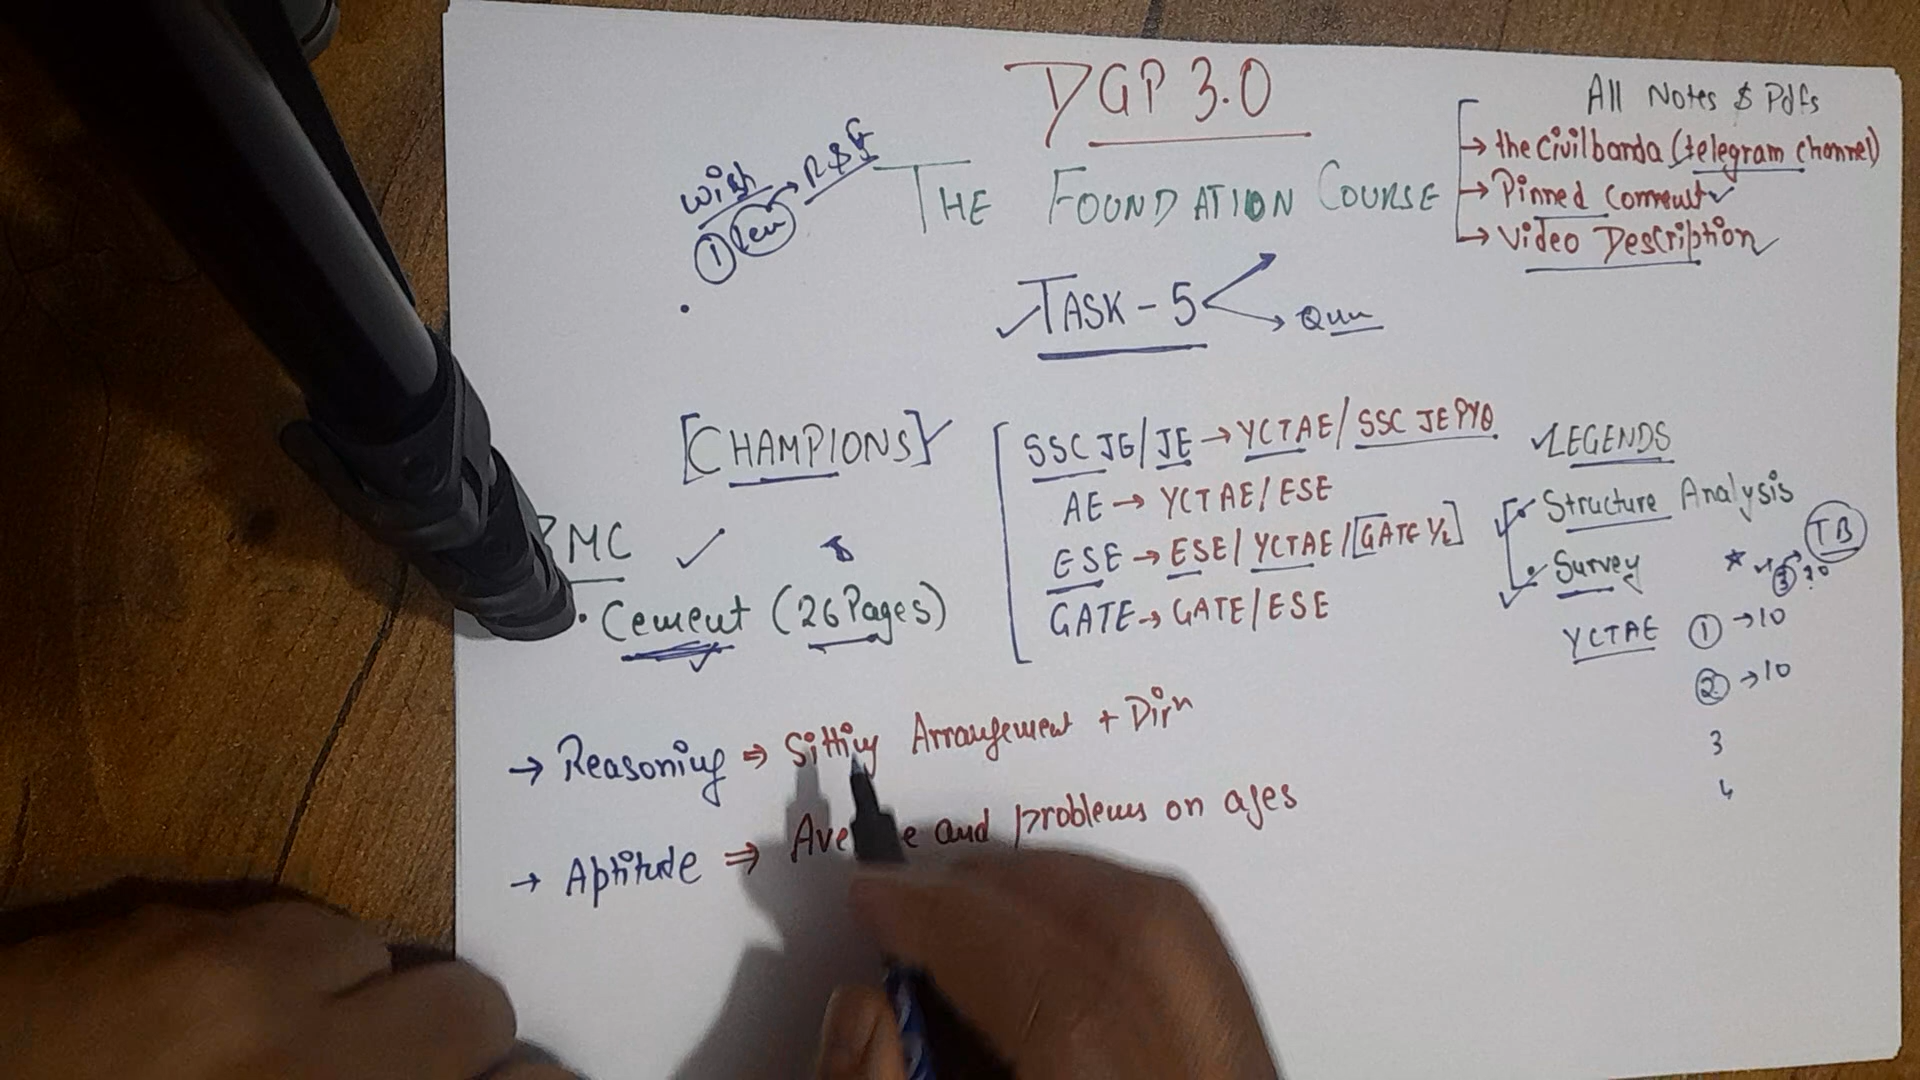 DGP 3.0
THE FOUNDATION COURSE
All Notes $ Pdfs
→ the Civilbanda (telegram channel)
→ Pinned Comment
→ Video Description
Wish
①
TASK - 5
[CHAMPIONS]
SSC JE/JE → YCTAE/SSC JE PYQ
AE → YCTAE/ESE
ESE → ESE/YCTAE/[GATE 1/2]
GATE → GATE/ESE
LEGENDS
• Structure Analysis
• Survey
TB
YCTAE ① → 10
② → 10
3
4
MC
• Cement (26 Pages)
→ Reasoning ⇒ Sitting Arrangement + Dirn
→ Aptitude ⇒ and problems on ages